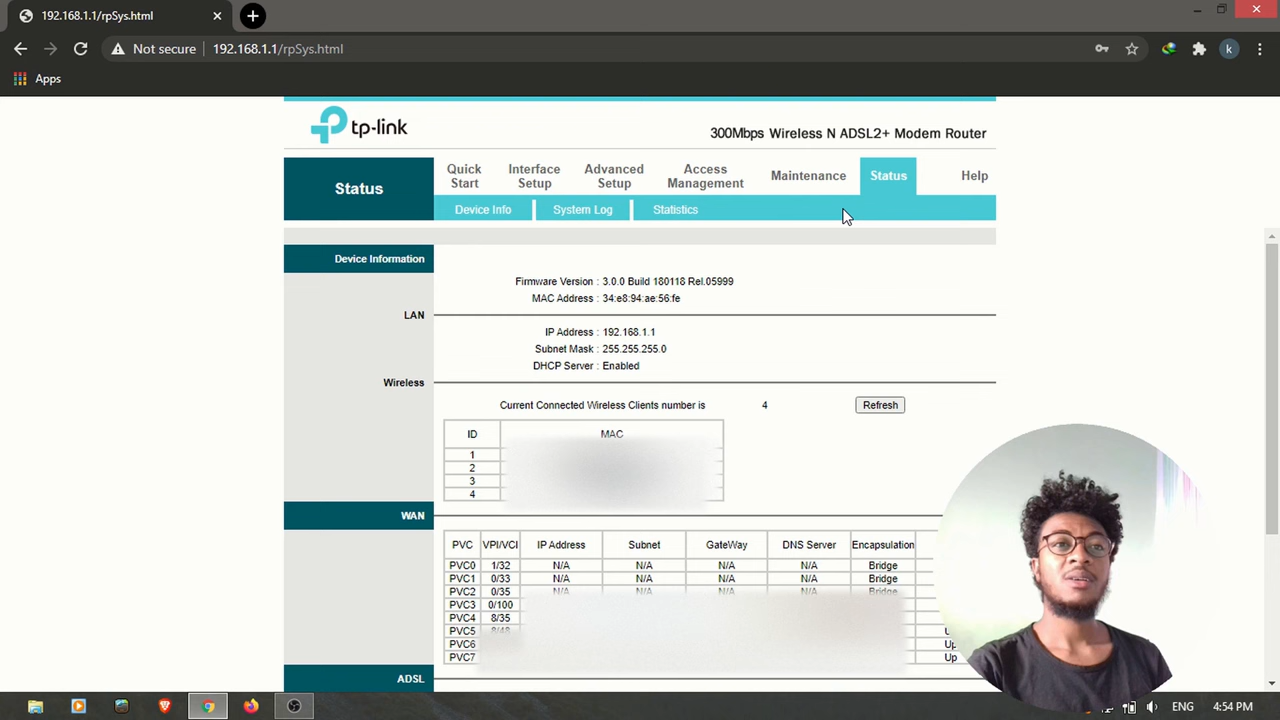 192.168.1.1/rpSys.html
Not secure
192.168.1.1/rpSys.html
k
Apps
tp-link
300Mbps Wireless N ADSL2+ Modem Router
Status
Quick Start
Interface Setup
Advanced Setup
Access Management
Maintenance
Status
Help
Device Info
System Log
Statistics
Device Information
Firmware Version : 3.0.0 Build 180118 Rel.05999
MAC Address : 34:e8:94:ae:56:fe
LAN
IP Address : 192.168.1.1
Subnet Mask : 255.255.255.0
DHCP Server : Enabled
Wireless
Current Connected Wireless Clients number is 4 Refresh
ID MAC
1
2
3
4
WAN
PVC VPI/VCI IP Address Subnet GateWay DNS Server Encapsulation
PVC0 1/32 N/A N/A N/A N/A Bridge
PVC1 0/33 N/A N/A N/A N/A Bridge
PVC2 0/35 N/A N/A N/A N/A Bridge
PVC3 0/100
PVC4 8/35
PVC5 8/48
PVC6 Up
PVC7 Up
ADSL
ENG
4:54 PM